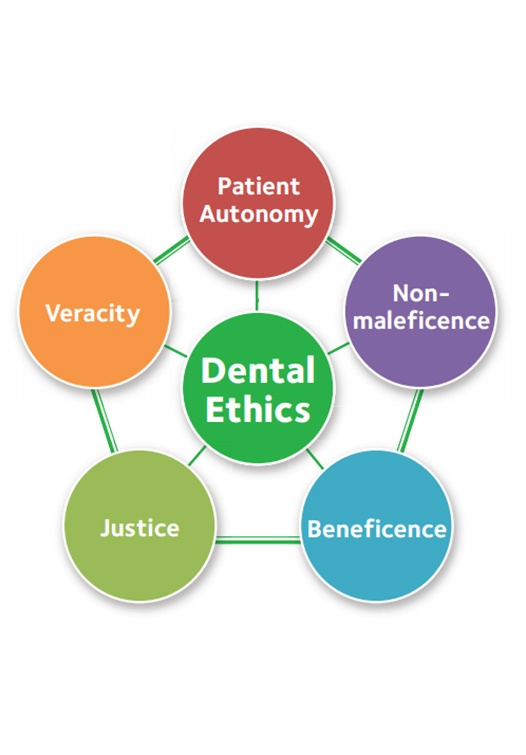 Patient
Autonomy
Non-
maleficence
Veracity
Dental
Ethics
Justice
Beneficence